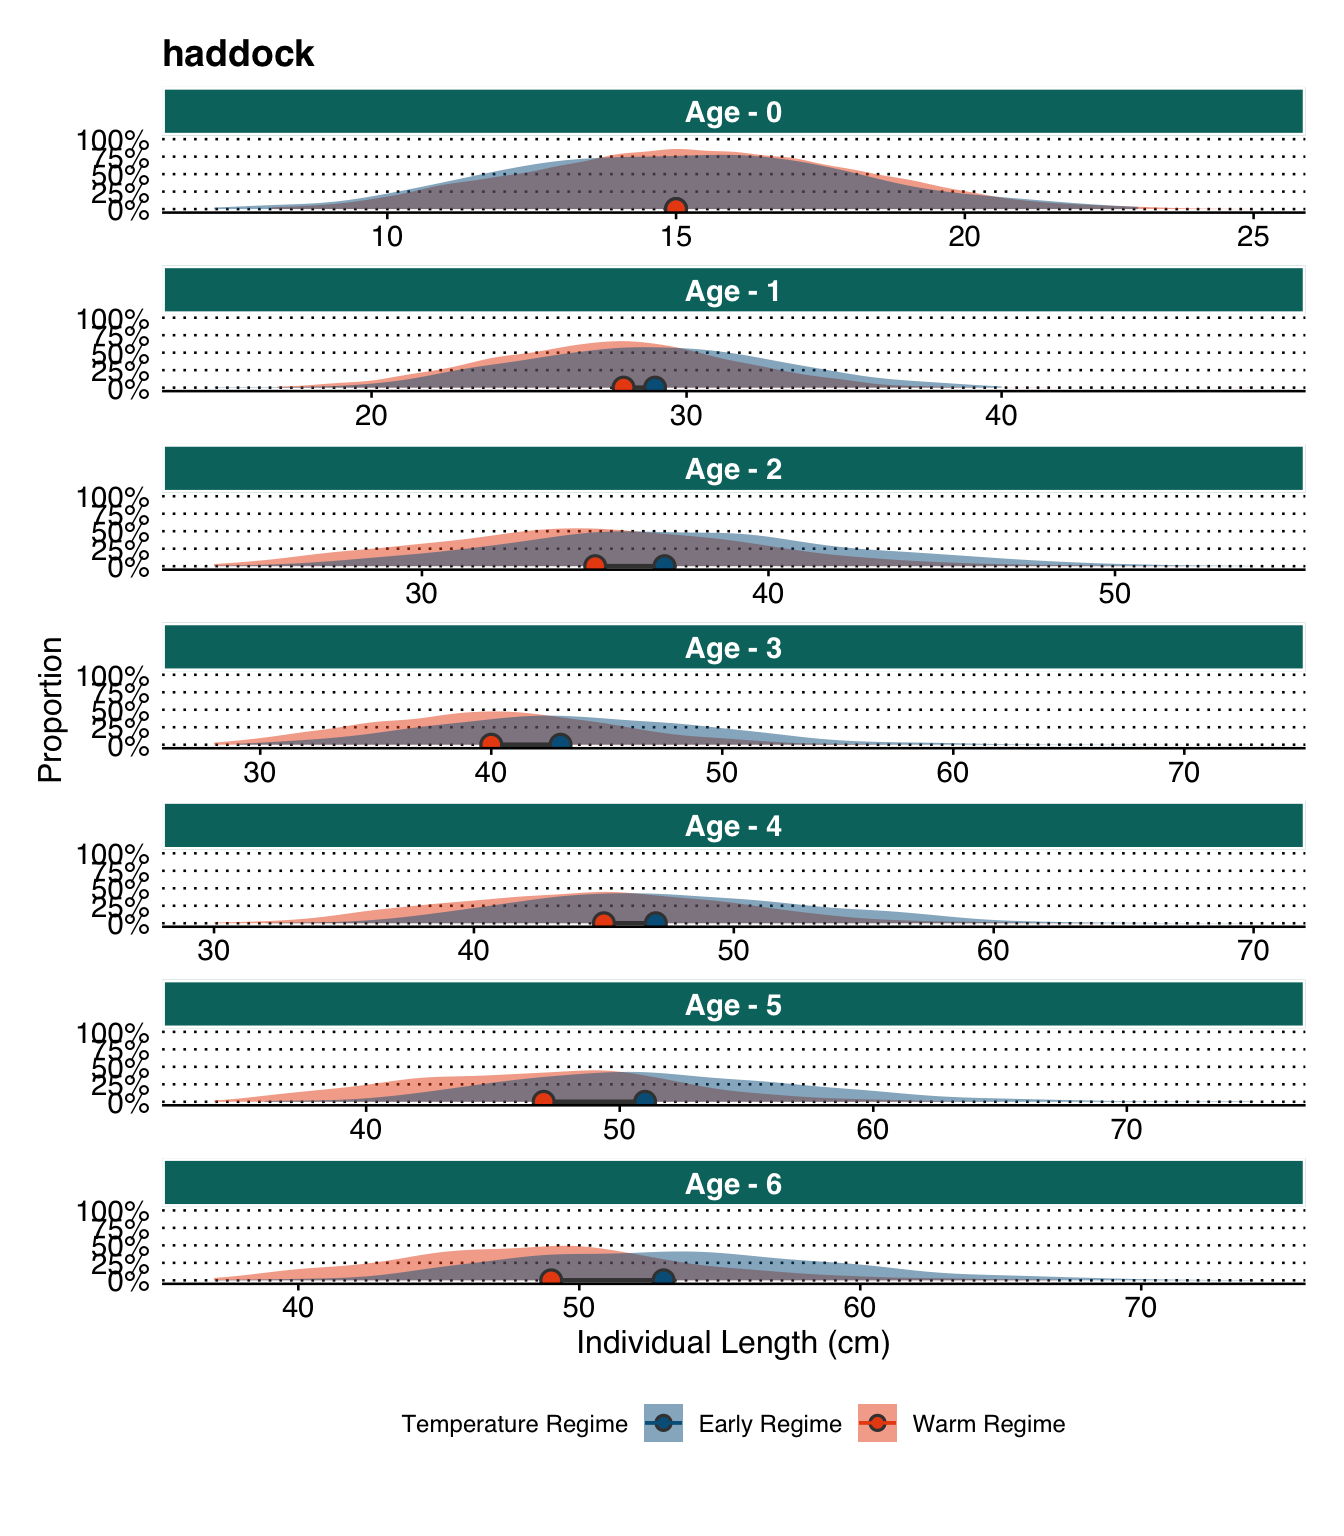 haddock
Age - 0
100%
75%
50%
25%
0%
10 15 20 25
Age - 1
100%
75%
50%
25%
0%
20 30 40
Age - 2
100%
75%
50%
25%
0%
30 40 50
Age - 3
100%
75%
50%
25%
0%
30 40 50 60 70
Age - 4
100%
75%
50%
25%
0%
30 40 50 60 70
Age - 5
100%
75%
50%
25%
0%
40 50 60 70
Age - 6
100%
75%
50%
25%
0%
40 50 60 70
Proportion
Individual Length (cm)
Temperature Regime Early Regime Warm Regime